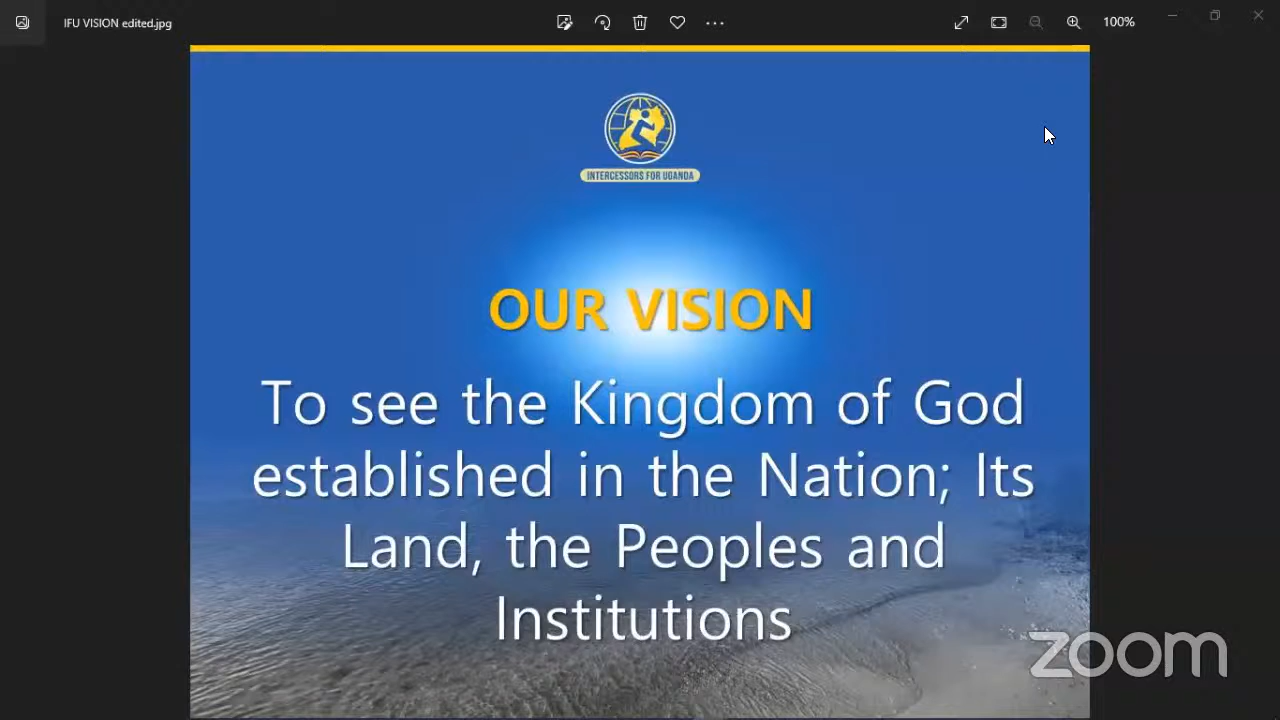 IFU VISION edited.jpg
100%
INTERCESSORS FOR UGANDA
OUR VISION
To see the Kingdom of God
established in the Nation; Its
Land, the Peoples and
Institutions
zoom